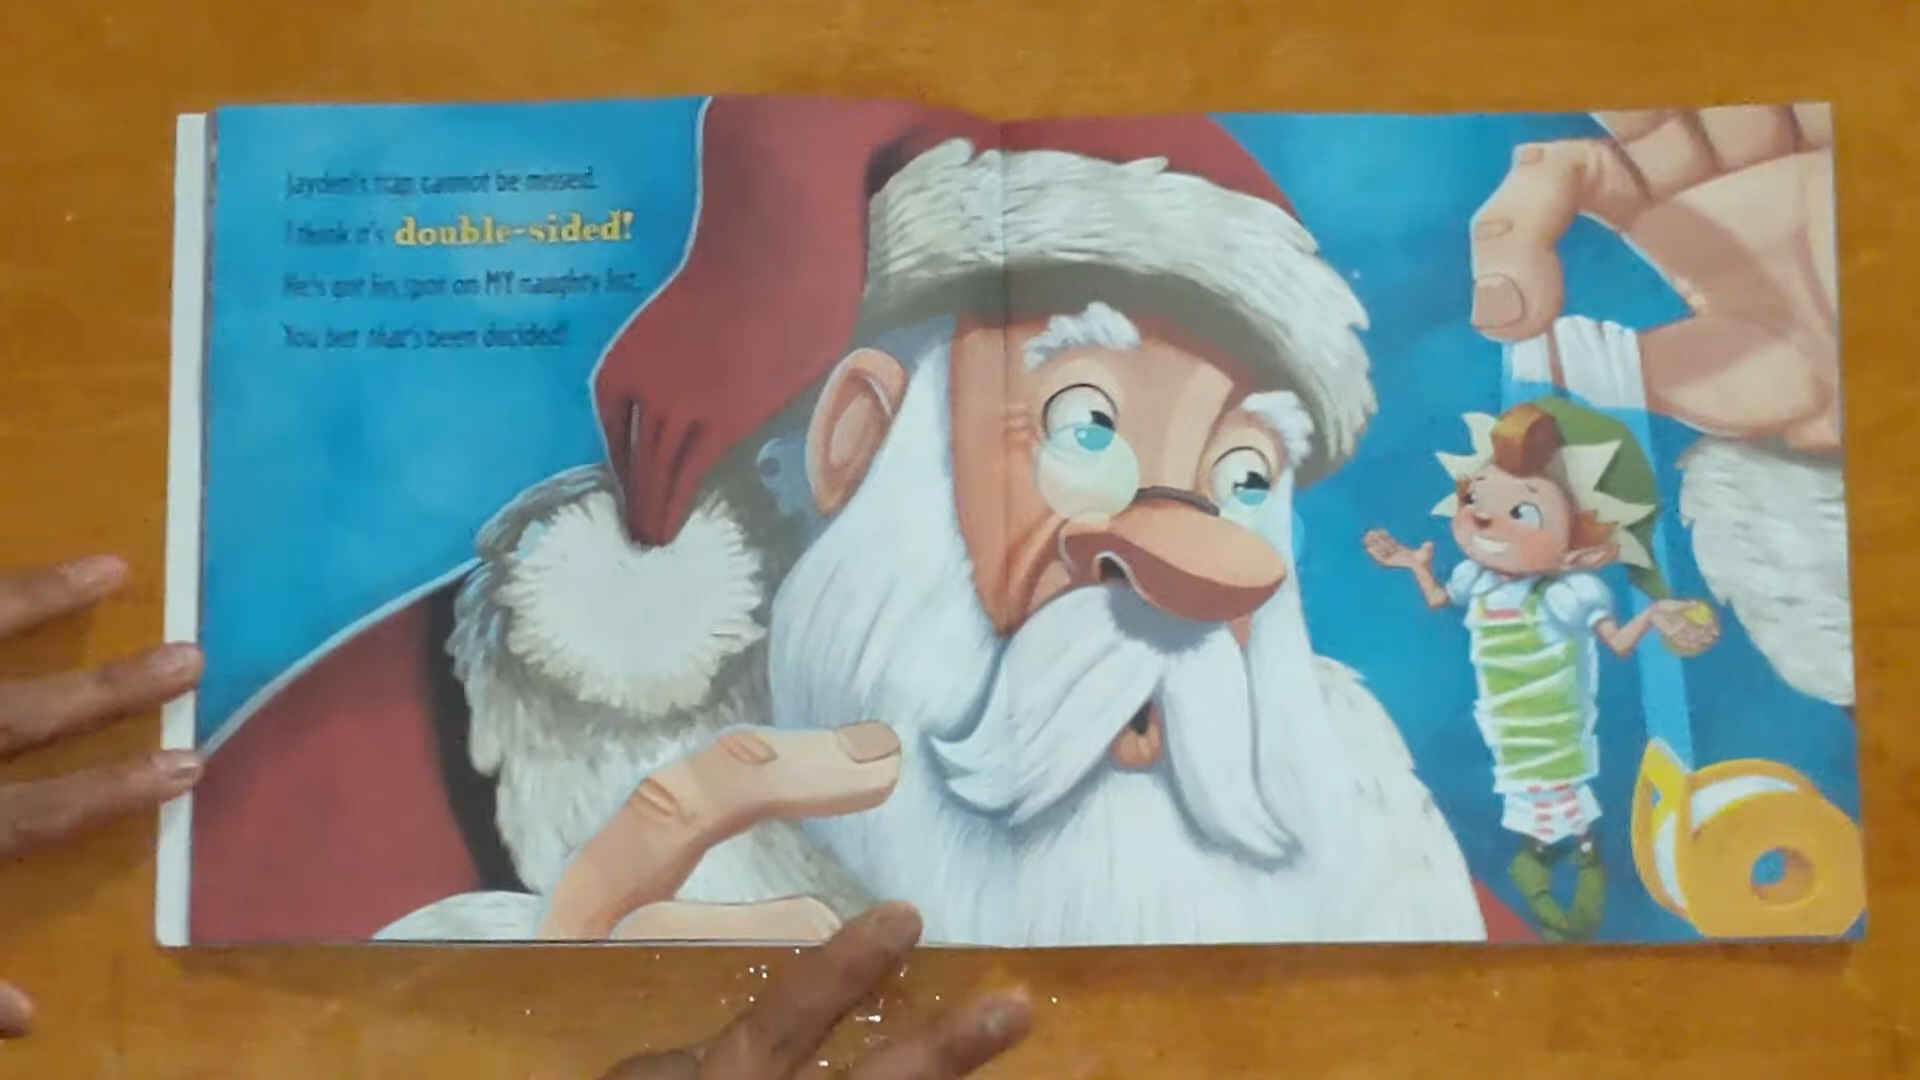 Jayden's trap cannot be missed.
I think it's double-sided!
He's got his spot on MY naughty list.
You bet that's been decided!